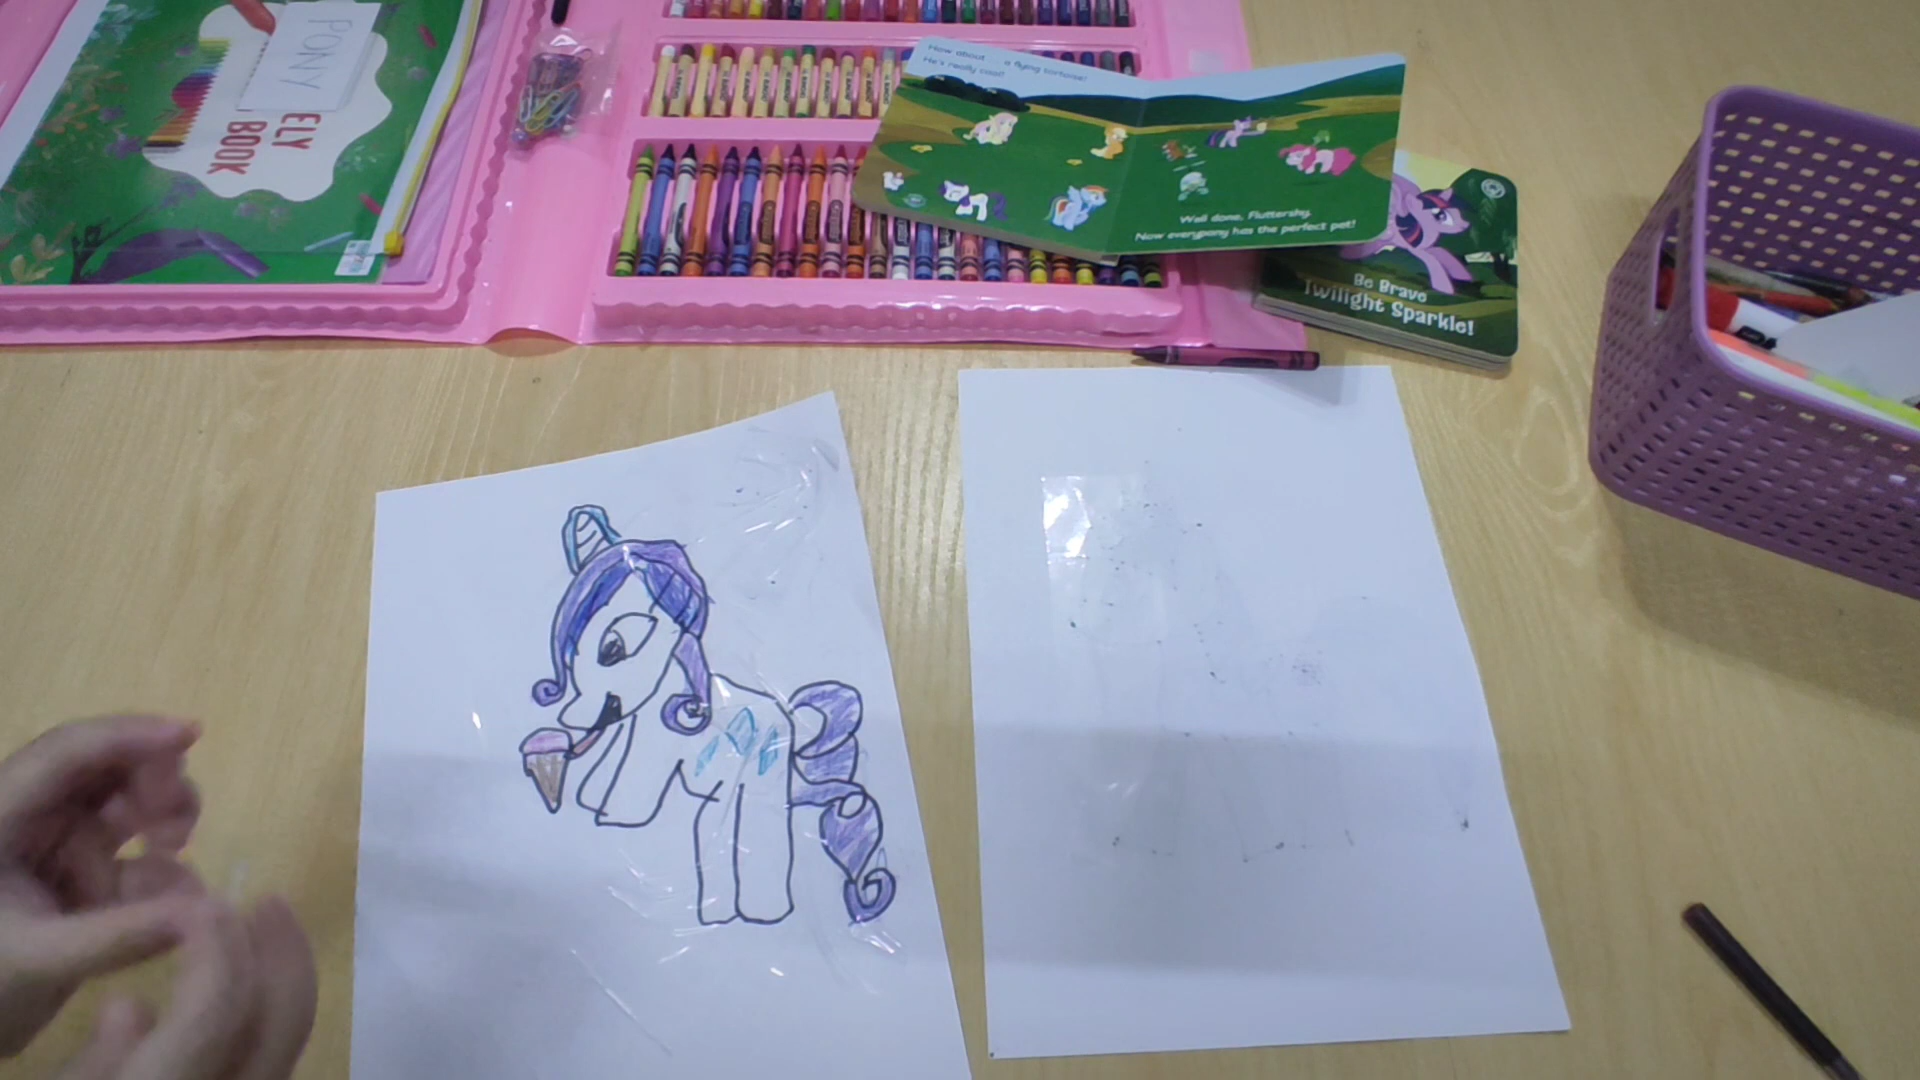 PONY
ELY
BOOK
How about ... a flying tortoise!
He's really cool!
Well done, Fluttershy.
Now everypony has the perfect pet!
Be Brave
Twilight Sparkle!